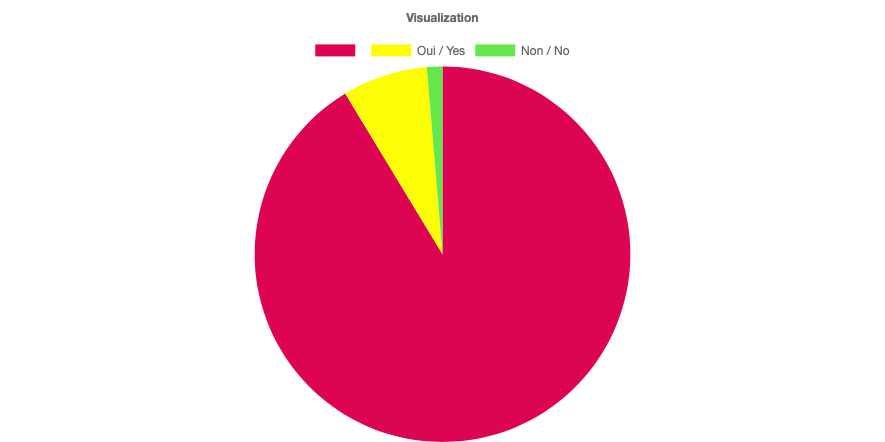 Visualization
Oui / Yes Non / No